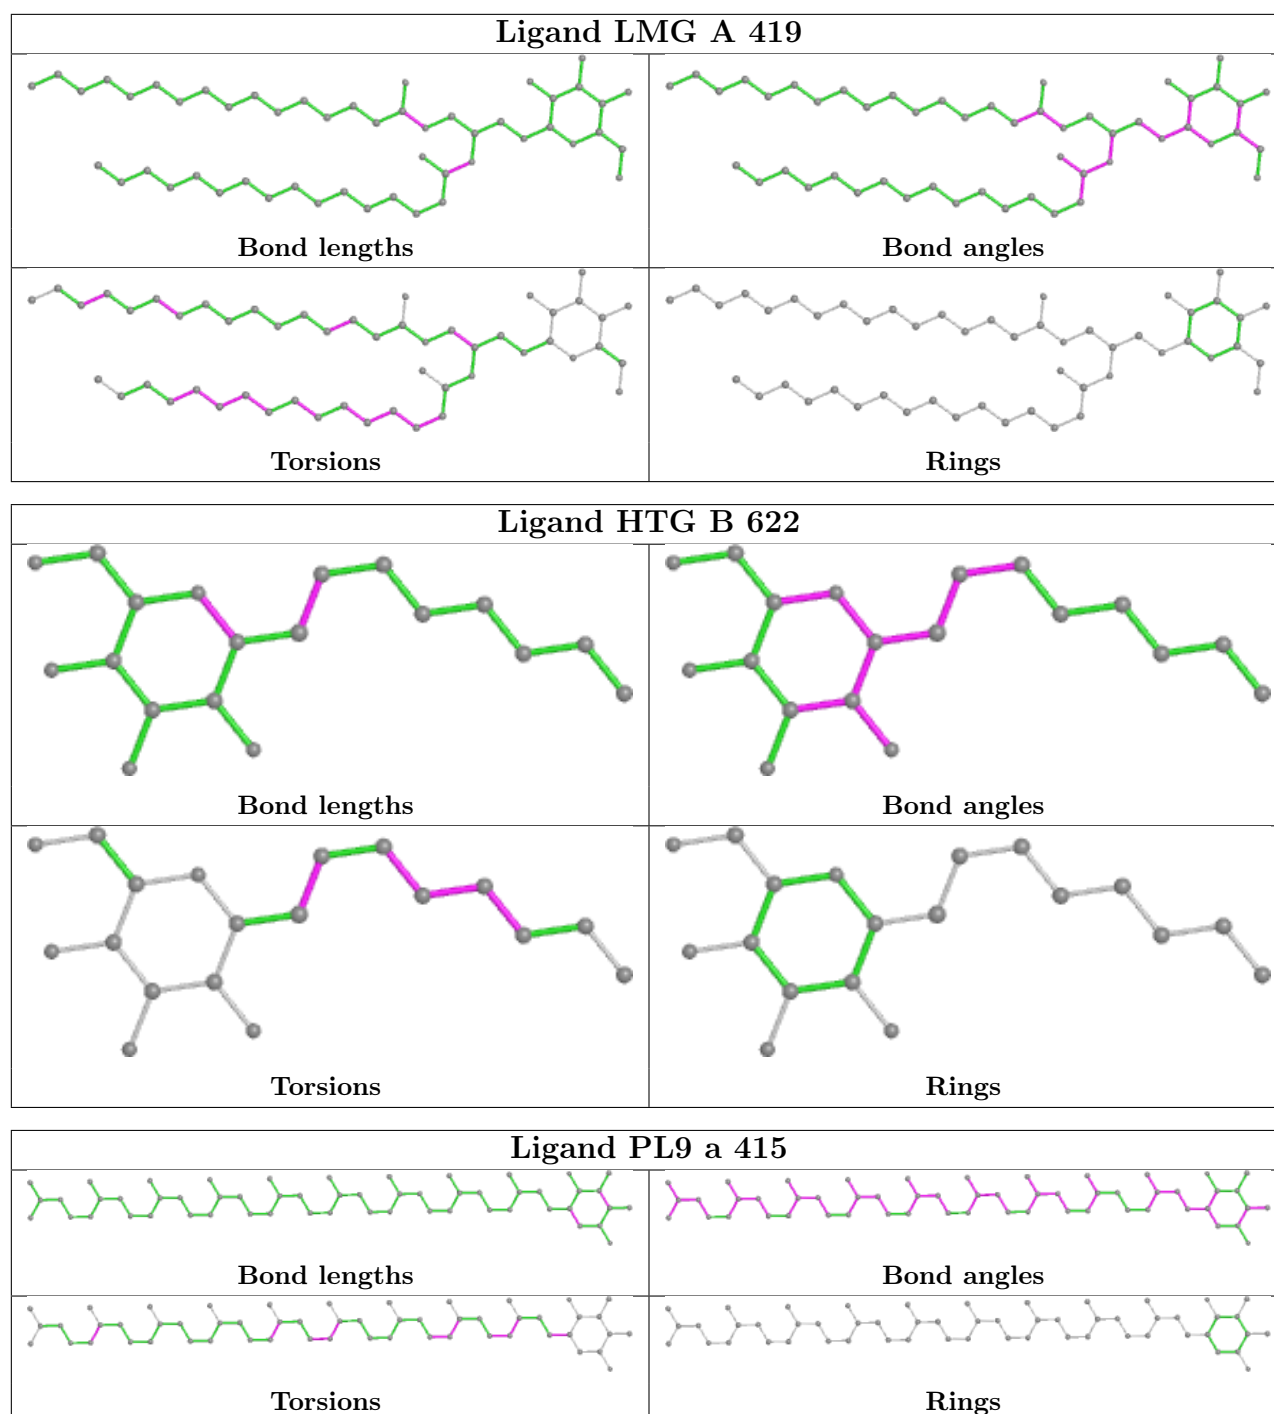 Ligand LMG A 419
Bond lengths
Bond angles
Torsions
Rings
Ligand HTG B 622
Bond lengths
Bond angles
Torsions
Rings
Ligand PL9 a 415
Bond lengths
Bond angles
Torsions
Rings